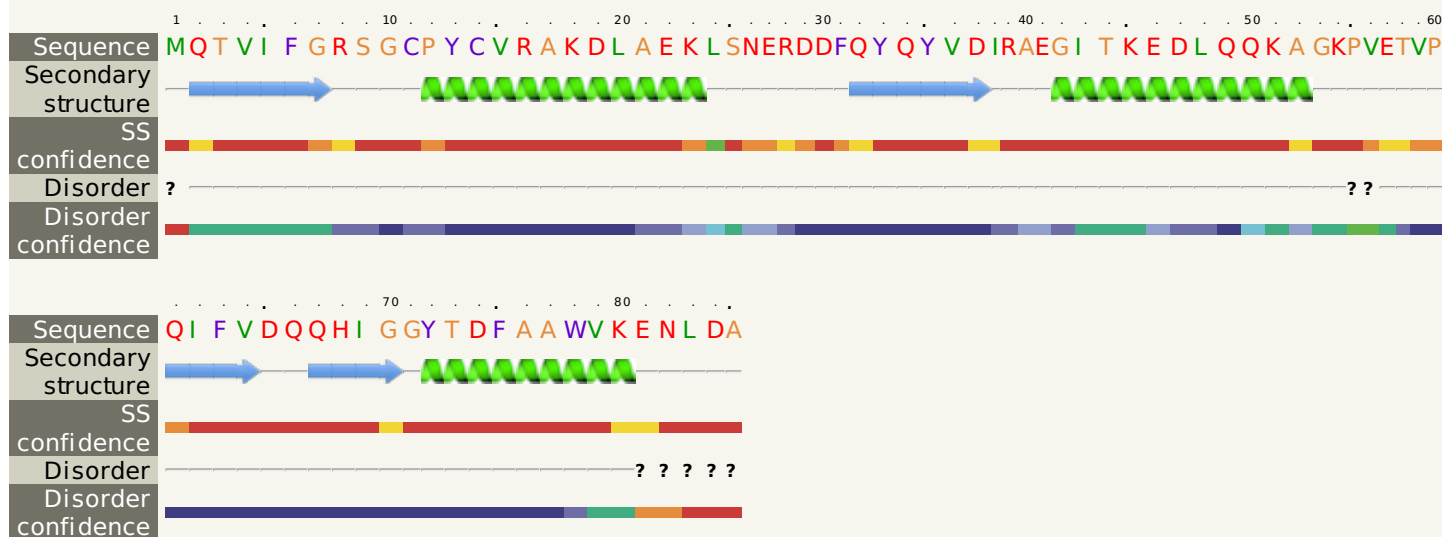 1 . . . . . . . . 10 . . . . . . . . . 20 . . . . . . . . . 30 . . . . . . . . . 40 . . . . . . . . . 50 . . . . . . . . . 60
Sequence MQTVIFGRSGCPYCVRAKDLAEKLSNERDDFQYQYVDIRAEGITKEDLQQKAGKPVETVP
Secondary
structure
SS
confidence
Disorder ? ? ?
Disorder
confidence
. . . . . . . . . 70 . . . . . . . . . 80 . . . . .
Sequence QIFVDQQHIGGYTDFAAWVKENLDA
Secondary
structure
SS
confidence
Disorder ? ? ? ? ?
Disorder
confidence